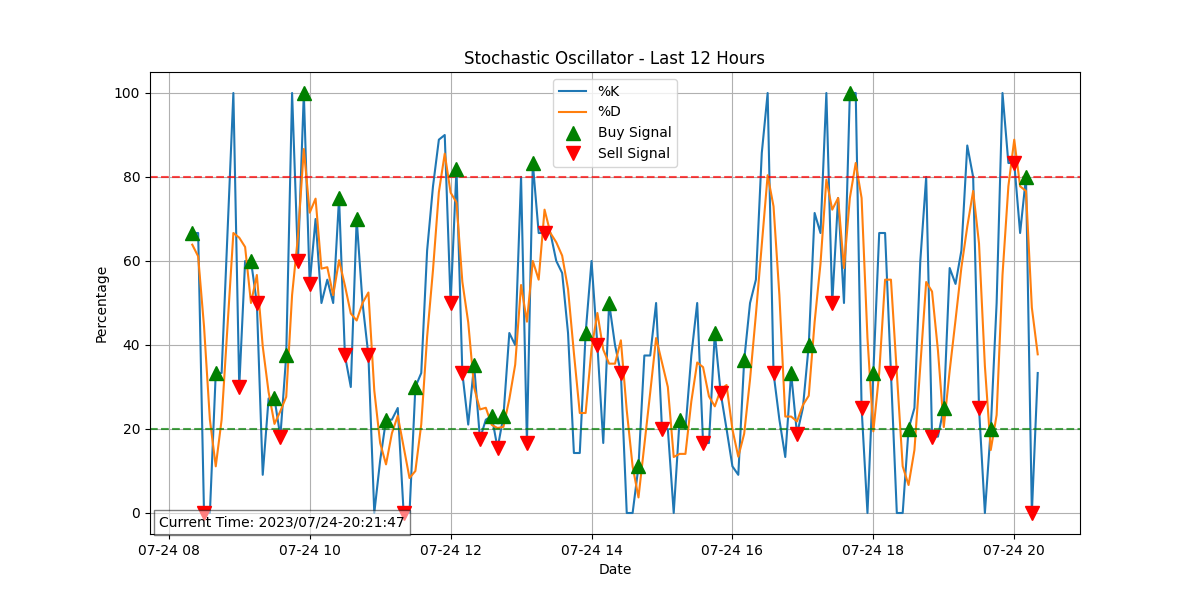 Stochastic Oscillator - Last 12 Hours
%K
%D
Buy Signal
Sell Signal
100
80
60
40
20
0
Percentage
Current Time: 2023/07/24-20:21:47
07-24 08
07-24 10
07-24 12
07-24 14
07-24 16
07-24 18
07-24 20
Date